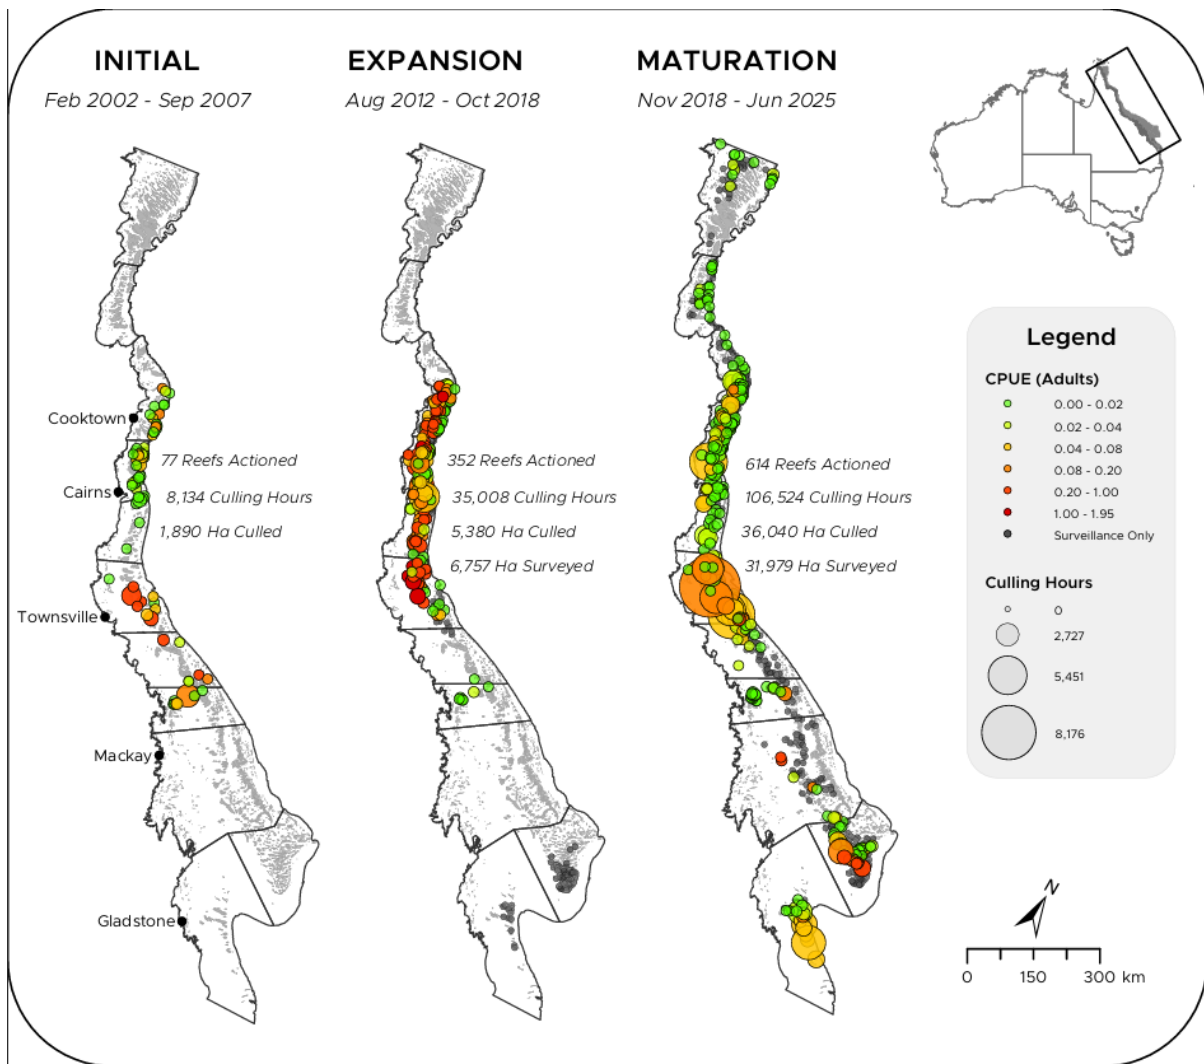 INITIAL
Feb 2002 - Sep 2007
EXPANSION
Aug 2012 - Oct 2018
MATURATION
Nov 2018 - Jun 2025
Cooktown
Cairns
Townsville
Mackay
Gladstone
77 Reefs Actioned
8,134 Culling Hours
1,890 Ha Culled
352 Reefs Actioned
35,008 Culling Hours
5,380 Ha Culled
6,757 Ha Surveyed
614 Reefs Actioned
106,524 Culling Hours
36,040 Ha Culled
31,979 Ha Surveyed
Legend
CPUE (Adults)
0.00 - 0.02
0.02 - 0.04
0.04 - 0.08
0.08 - 0.20
0.20 - 1.00
1.00 - 1.95
Surveillance Only
Culling Hours
0
2,727
5,451
8,176
N
0 150 300 km